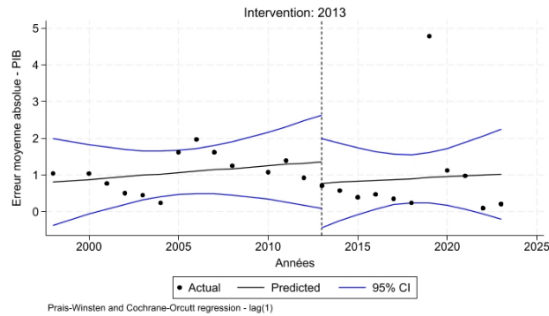 Intervention: 2013
Erreur moyenne absolue - PIB
5
4
3
2
1
0
2000
2005
2010
2015
2020
2025
Années
Actual
Predicted
95% CI
Prais-Winsten and Cochrane-Orcutt regression - lag(1)